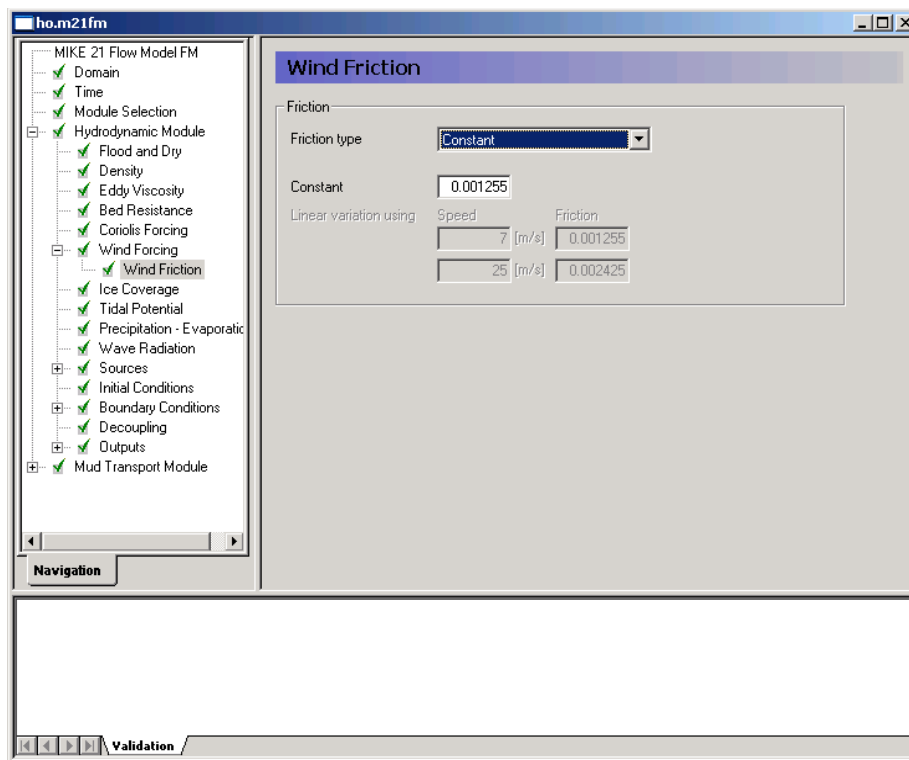 ho.m21fm
MIKE 21 Flow Model FM
Domain
Time
Module Selection
Hydrodynamic Module
Flood and Dry
Density
Eddy Viscosity
Bed Resistance
Coriolis Forcing
Wind Forcing
Wind Friction
Ice Coverage
Tidal Potential
Precipitation - Evaporatic
Wave Radiation
Sources
Initial Conditions
Boundary Conditions
Decoupling
Outputs
Mud Transport Module
Navigation
Wind Friction
Friction
Friction type Constant
Constant 0.001255
Linear variation using Speed Friction
7 [m/s] 0.001255
25 [m/s] 0.002425
Validation